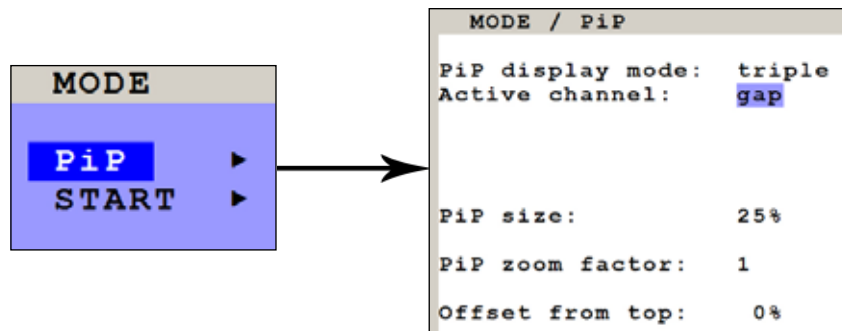 MODE
PiP
START
MODE / PiP
PiP display mode: triple
Active channel: gap
PiP size: 25%
PiP zoom factor: 1
Offset from top: 0%